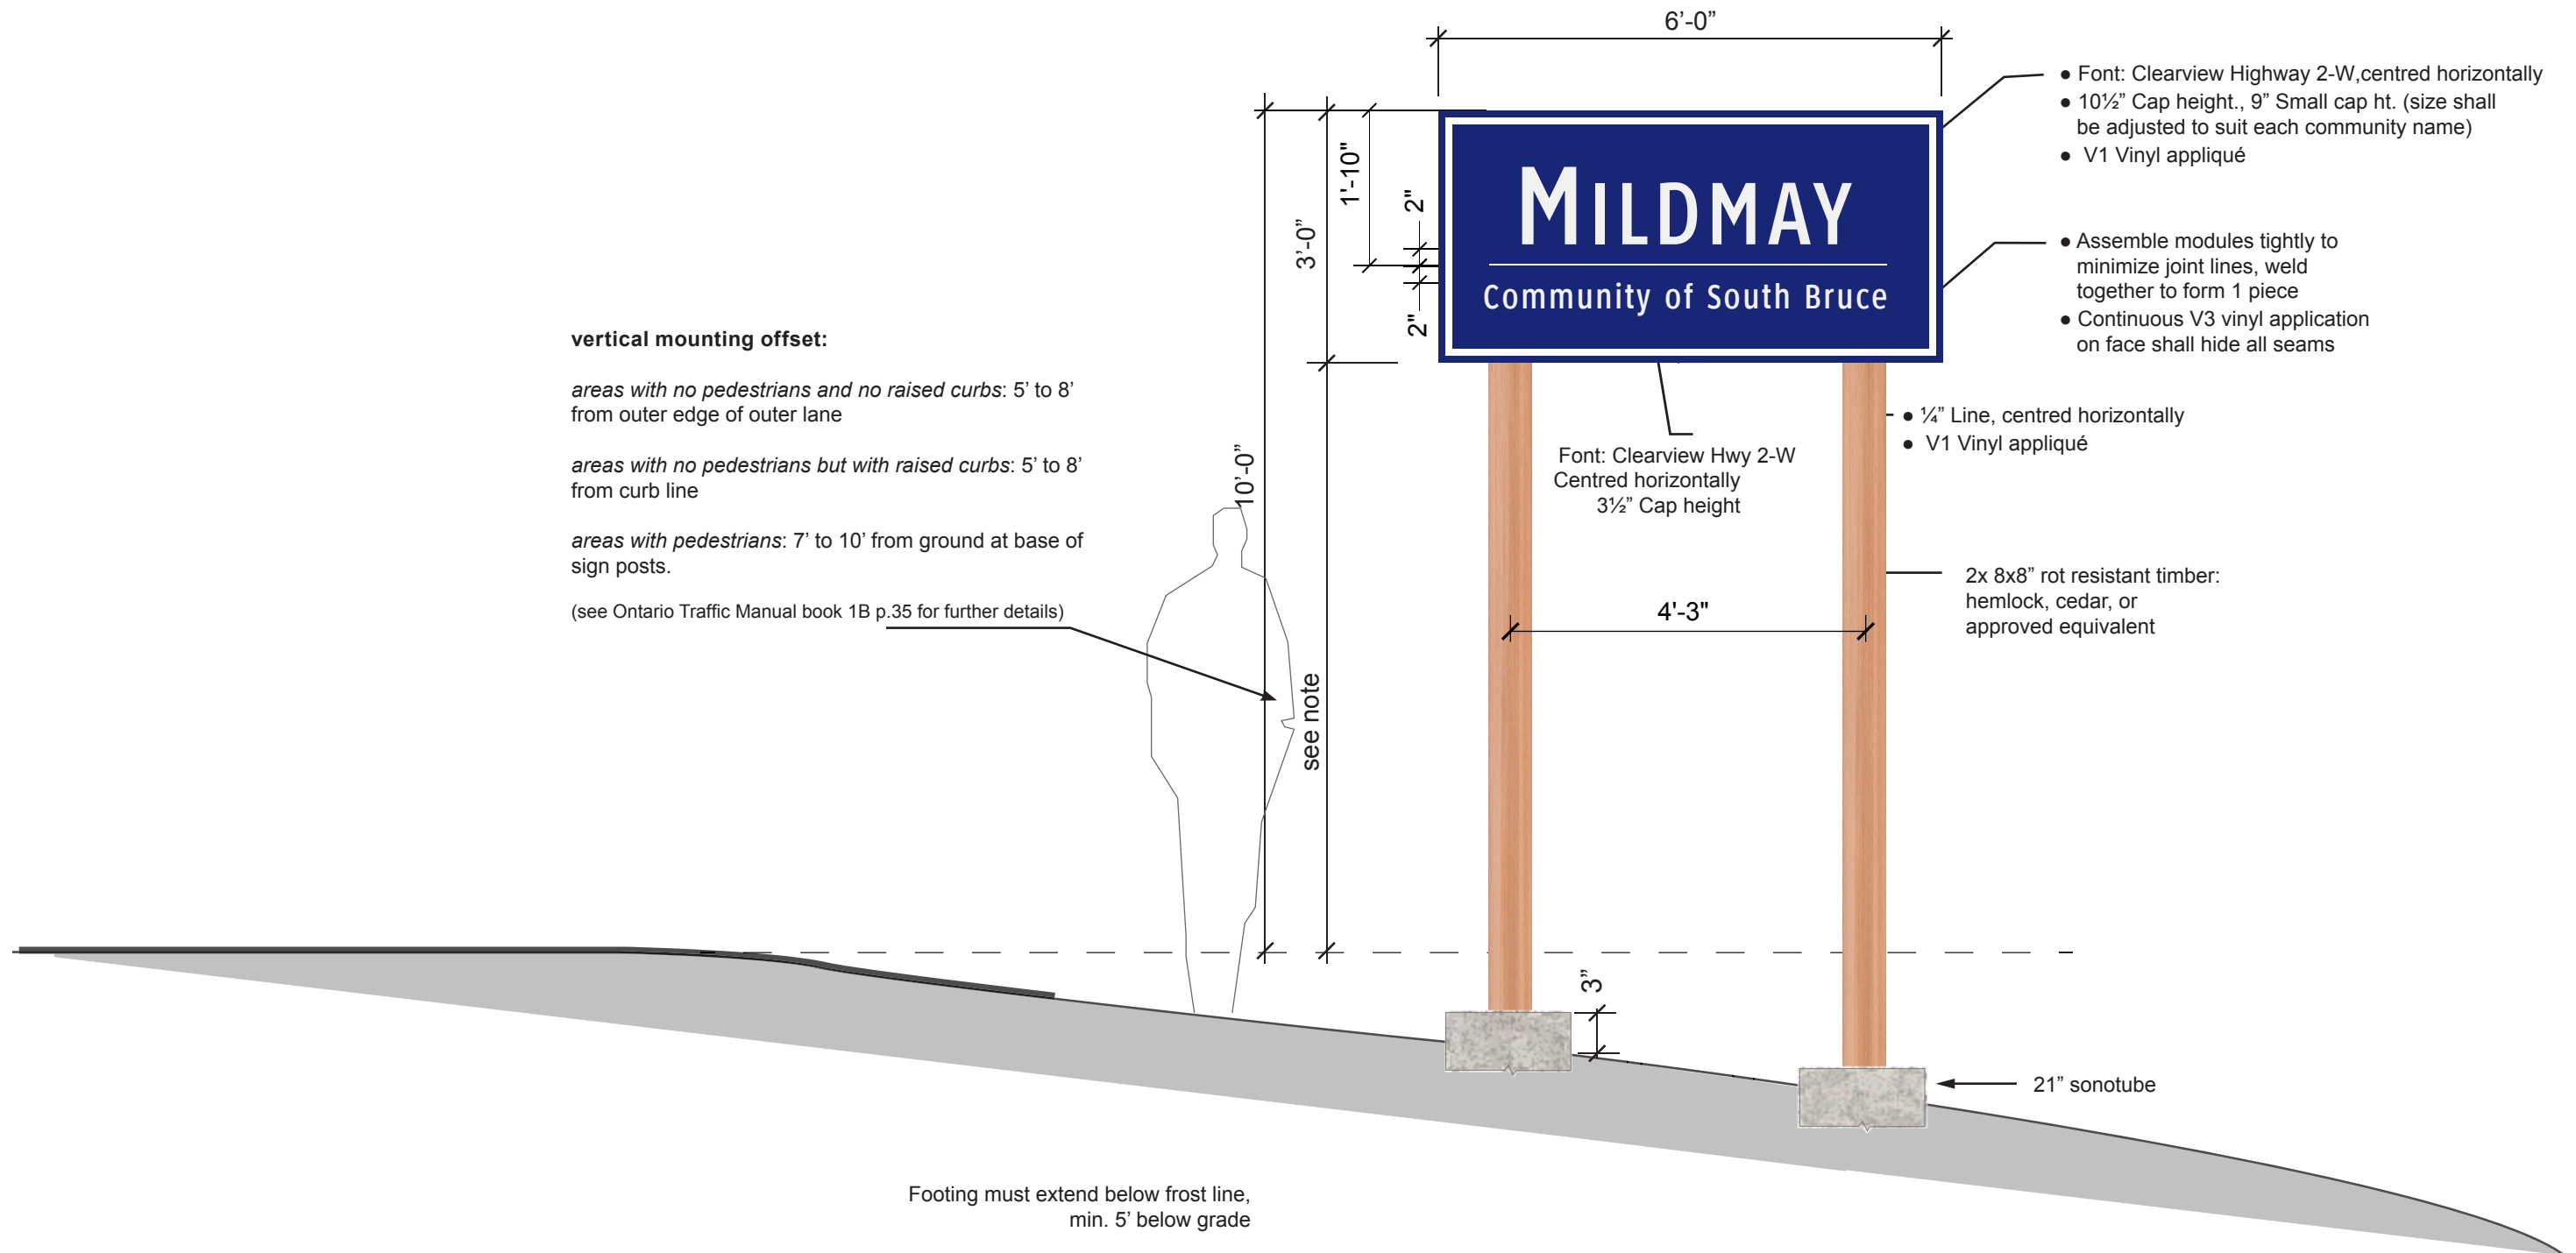 6’-0”
● Font: Clearview Highway 2-W,centred horizontally
● 10½” Cap height., 9” Small cap ht. (size shall
be adjusted to suit each community name)
● V1 Vinyl appliqué
1'-10"
2"
3’-0”
MILDMAY
Community of South Bruce
2"
● Assemble modules tightly to
minimize joint lines, weld
together to form 1 piece
● Continuous V3 vinyl application
on face shall hide all seams
vertical mounting offset:
areas with no pedestrians and no raised curbs: 5’ to 8’
from outer edge of outer lane
areas with no pedestrians but with raised curbs: 5’ to 8’
from curb line
areas with pedestrians: 7’ to 10’ from ground at base of
sign posts.
(see Ontario Traffic Manual book 1B p.35 for further details)
10’-0”
● ¼” Line, centred horizontally
● V1 Vinyl appliqué
Font: Clearview Hwy 2-W
Centred horizontally
3½” Cap height
2x 8x8” rot resistant timber:
hemlock, cedar, or
approved equivalent
4'-3"
see note
3”
21” sonotube
Footing must extend below frost line,
min. 5’ below grade